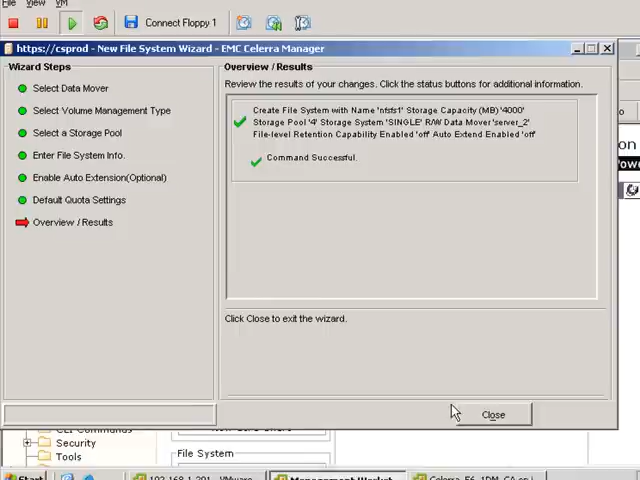 File View VM
Connect Floppy 1
https://csprod - New File System Wizard - EMC Celerra Manager
Wizard Steps
Select Data Mover
Select Volume Management Type
Select a Storage Pool
Enter File System Info.
Enable Auto Extension(Optional)
Default Quota Settings
Overview / Results
Overview / Results
Review the results of your changes. Click the status buttons for additional information.
Create File System with Name 'nfsfs1' Storage Capacity (MB) '4000'
Storage Pool '4' Storage System 'SINGLE' R/W Data Mover 'server_2'
File-level Retention Capability Enabled 'off' Auto Extend Enabled 'off'
Command Successful.
Click Close to exit the wizard.
Close
CLI Commands
Security
Tools
File System
Start